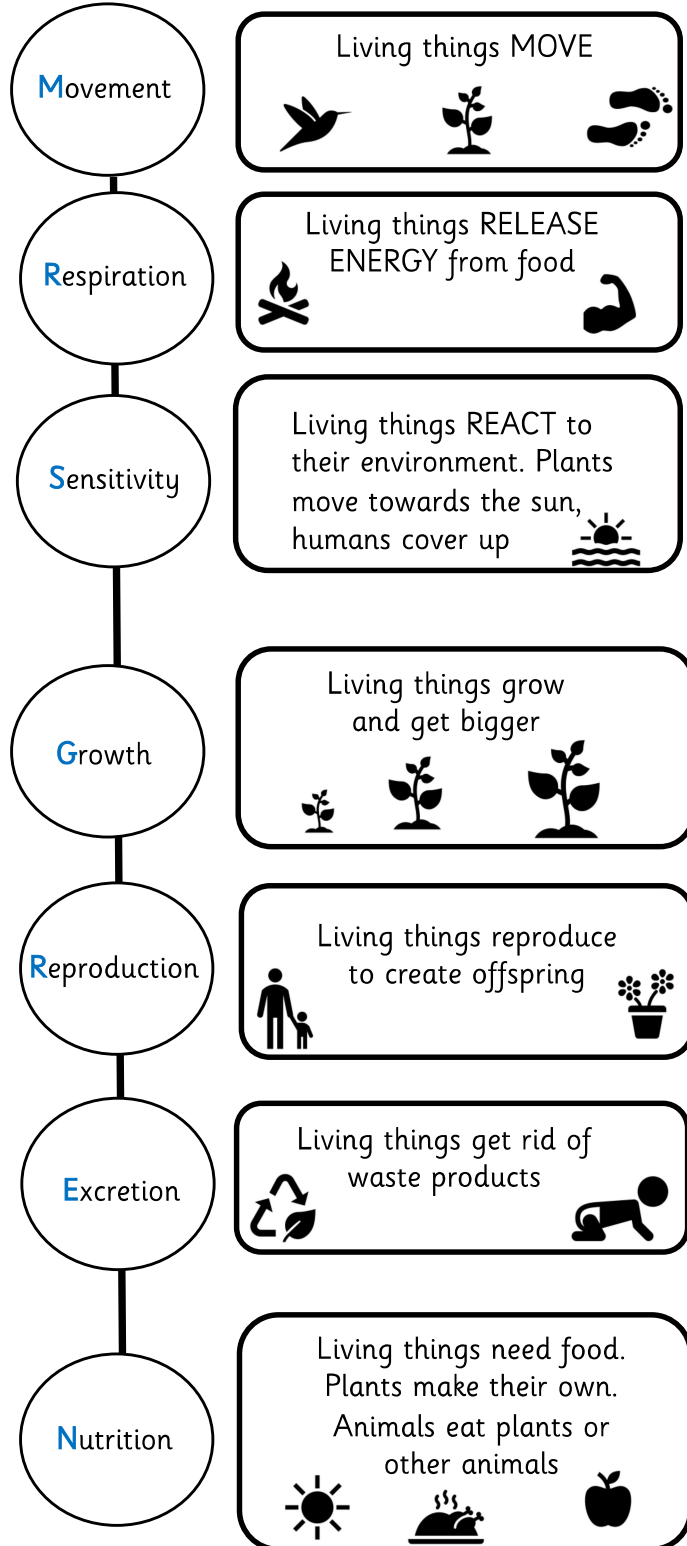 Movement
Living things MOVE
Respiration
Living things RELEASE
ENERGY from food
Sensitivity
Living things REACT to
their environment. Plants
move towards the sun,
humans cover up
Growth
Living things grow
and get bigger
Reproduction
Living things reproduce
to create offspring
Excretion
Living things get rid of
waste products
Nutrition
Living things need food.
Plants make their own.
Animals eat plants or
other animals